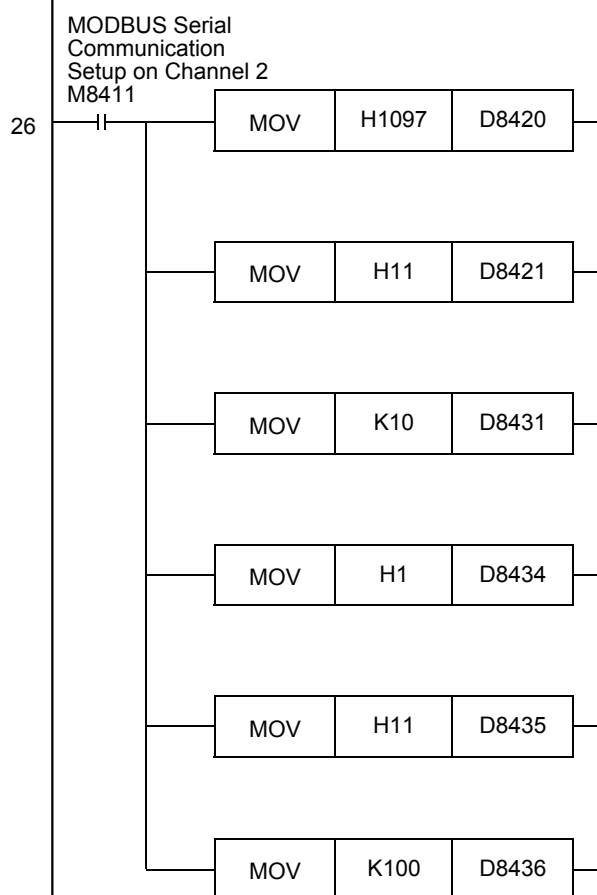 MODBUS Serial
Communication
Setup on Channel 2
M8411
26 MOV H1097 D8420
MOV H11 D8421
MOV K10 D8431
MOV H1 D8434
MOV H11 D8435
MOV K100 D8436